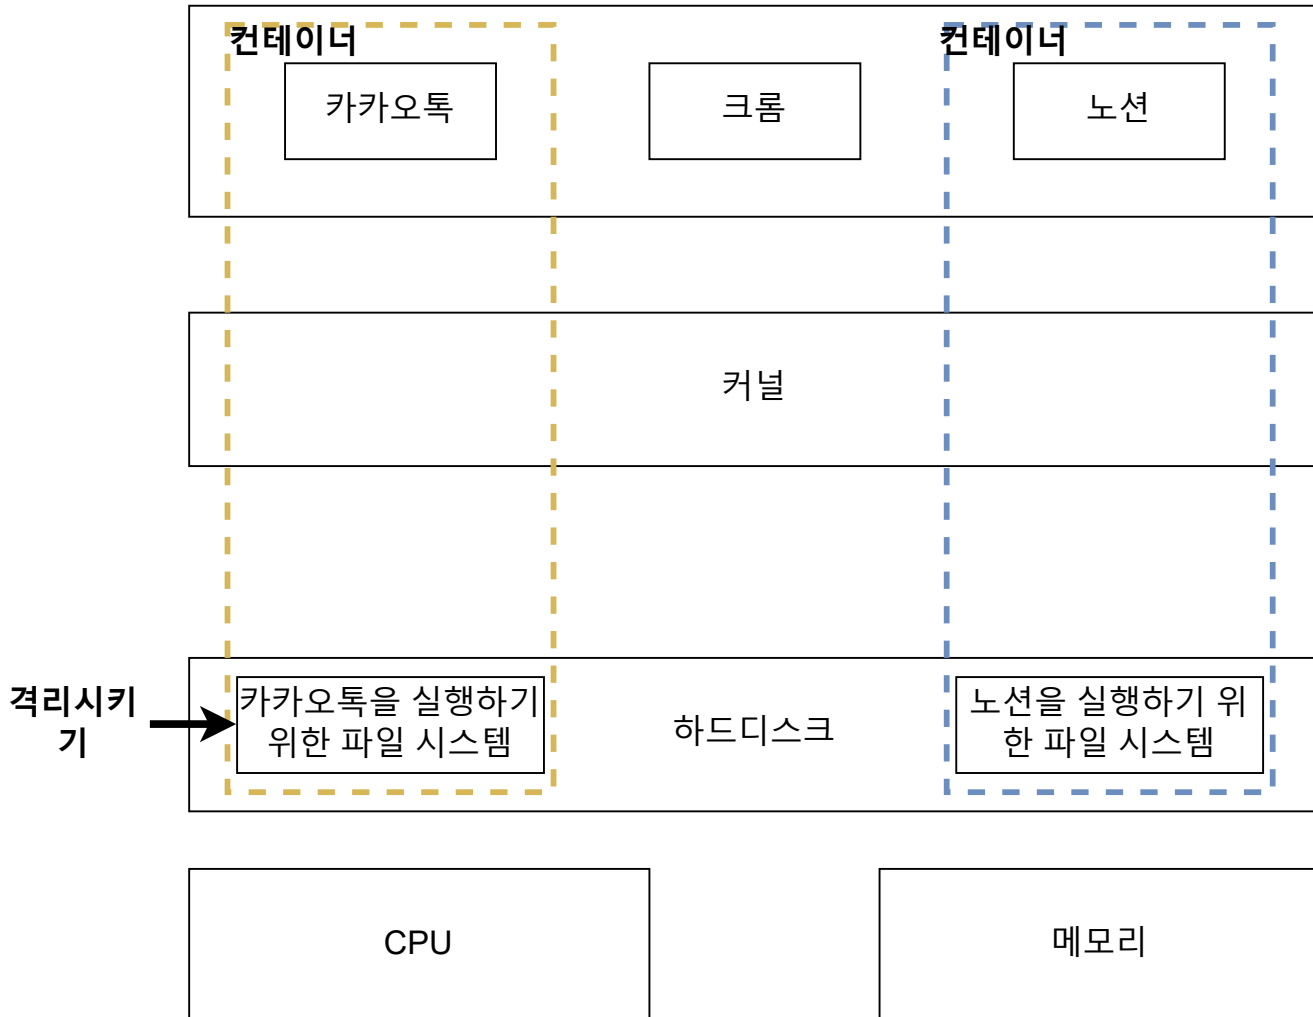 컨테이너
컨테이너
카카오톡
크롬
노션
커널
격리시키
기
카카오톡을 실행하기
위한 파일 시스템
하드디스크
노션을 실행하기 위
한 파일 시스템
CPU
메모리